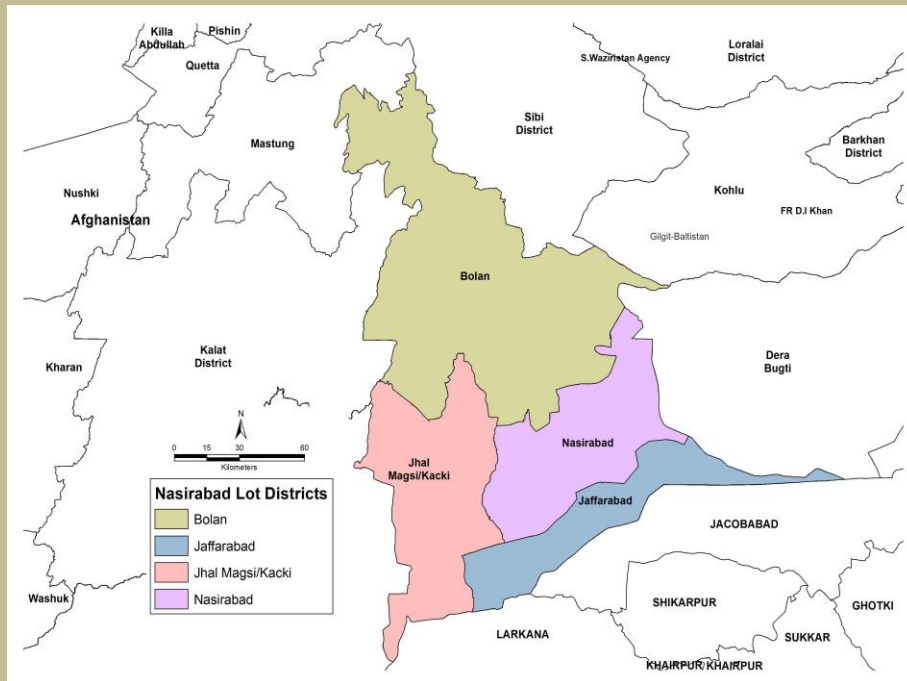 Killa
Abdullah
Pishin
Quetta
Mastung
Sibi
District
S.Waziristan Agency
Loralai
District
Barkhan
District
Kohlu
FR D.I Khan
Gilgit-Baltistan
Nushki
Afghanistan
Bolan
Kharan
Kalat
District
Dera
Bugti
N
0 15 30 60
Kilometers
Nasirabad
Jhal
Magsi/Kacki
Jaffarabad
JACOBABAD
Nasirabad Lot Districts
Bolan
Jaffarabad
Jhal Magsi/Kacki
Nasirabad
Washuk
LARKANA
SHIKARPUR
GHOTKI
SUKKAR
KHAIRPUR/KHAIRPUR